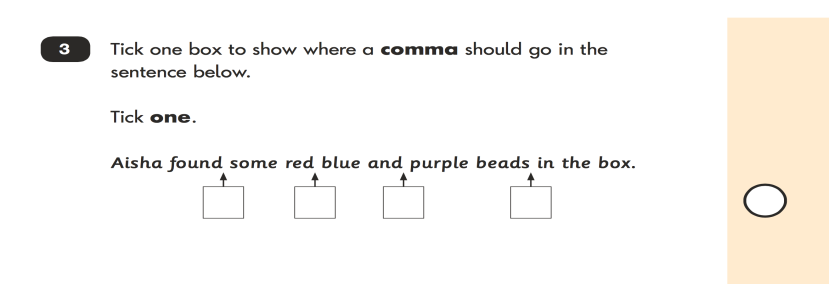 3
Tick one box to show where a comma should go in the
sentence below.
Tick one.
Aisha found some red blue and purple beads in the box.